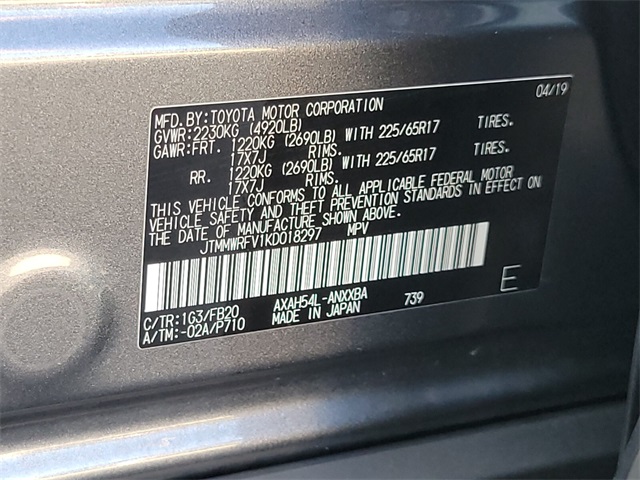 04/19
MFD.BY:TOYOTA MOTOR CORPORATION
GVWR:2230KG (4920LB)
GAWR:FRT. 1220KG (2690LB) WITH 225/65R17 TIRES.
17X7J RIMS.
RR. 1220KG (2690LB) WITH 225/65R17 TIRES.
17X7J RIMS.
THIS VEHICLE CONFORMS TO ALL APPLICABLE FEDERAL MOTOR
VEHICLE SAFETY AND THEFT PREVENTION STANDARDS IN EFFECT ON
THE DATE OF MANUFACTURE SHOWN ABOVE.
JTMMWRFV1KD018297 MPV
C/TR:1G3/FB20 AXAH54L-ANXXBA 739
A/TM:-02A/P710 MADE IN JAPAN
E